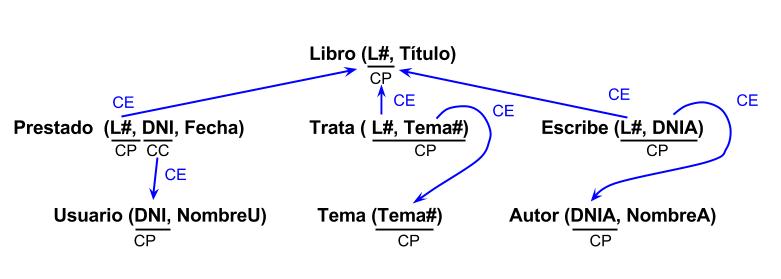 Libro (L#, Título)
CP
CE
CE
CE
CE
CE
Prestado (L#, DNI, Fecha)
Trata ( L#, Tema#)
Escribe (L#, DNIA)
CP
CC
CP
CP
CE
Usuario (DNI, NombreU)
Tema (Tema#)
Autor (DNIA, NombreA)
CP
CP
CP